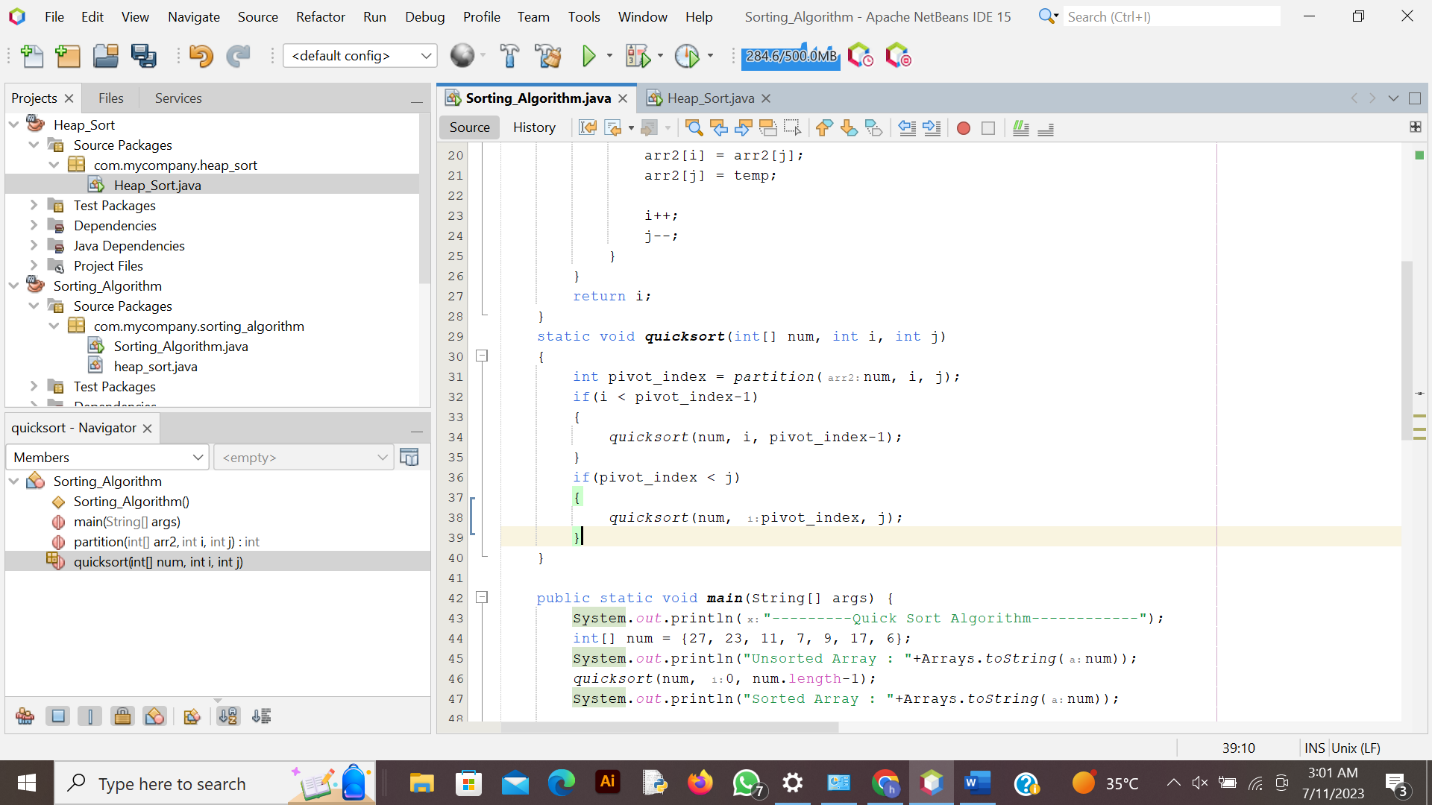 File Edit View Navigate Source Refactor Run Debug Profile Team Tools Window Help Sorting_Algorithm - Apache NetBeans IDE 15 Search (Ctrl+I)
<default config> 284.6/500.0MB
Projects Files Services
Heap_Sort
Source Packages
com.mycompany.heap_sort
Heap_Sort.java
Test Packages
Dependencies
Java Dependencies
Project Files
Sorting_Algorithm
Source Packages
com.mycompany.sorting_algorithm
Sorting_Algorithm.java
heap_sort.java
Test Packages
Dependencies
quicksort - Navigator
Members <empty>
Sorting_Algorithm
Sorting_Algorithm()
main(String[] args)
partition(int[] arr2, int i, int j) : int
quicksort(int[] num, int i, int j)
Sorting_Algorithm.java Heap_Sort.java
Source History
20 arr2[i] = arr2[j];
21 arr2[j] = temp;
22
23 i++;
24 j--;
25 }
26 }
27 return i;
28 }
29 static void quicksort(int[] num, int i, int j)
30 {
31 int pivot_index = partition( arr2: num, i, j);
32 if(i < pivot_index-1)
33 {
34 quicksort(num, i, pivot_index-1);
35 }
36 if(pivot_index < j)
37 {
38 quicksort(num, i: pivot_index, j);
39 }
40 }
41
42 public static void main(String[] args) {
43 System.out.println( x: "---------Quick Sort Algorithm------------");
44 int[] num = {27, 23, 11, 7, 9, 17, 6};
45 System.out.println("Unsorted Array : "+Arrays.toString( a: num));
46 quicksort(num, i: 0, num.length-1);
47 System.out.println("Sorted Array : "+Arrays.toString( a: num));
48
39:10 INS Unix (LF)
Type here to search Ai 7 W 35°C 3:01 AM
7/11/2023 3